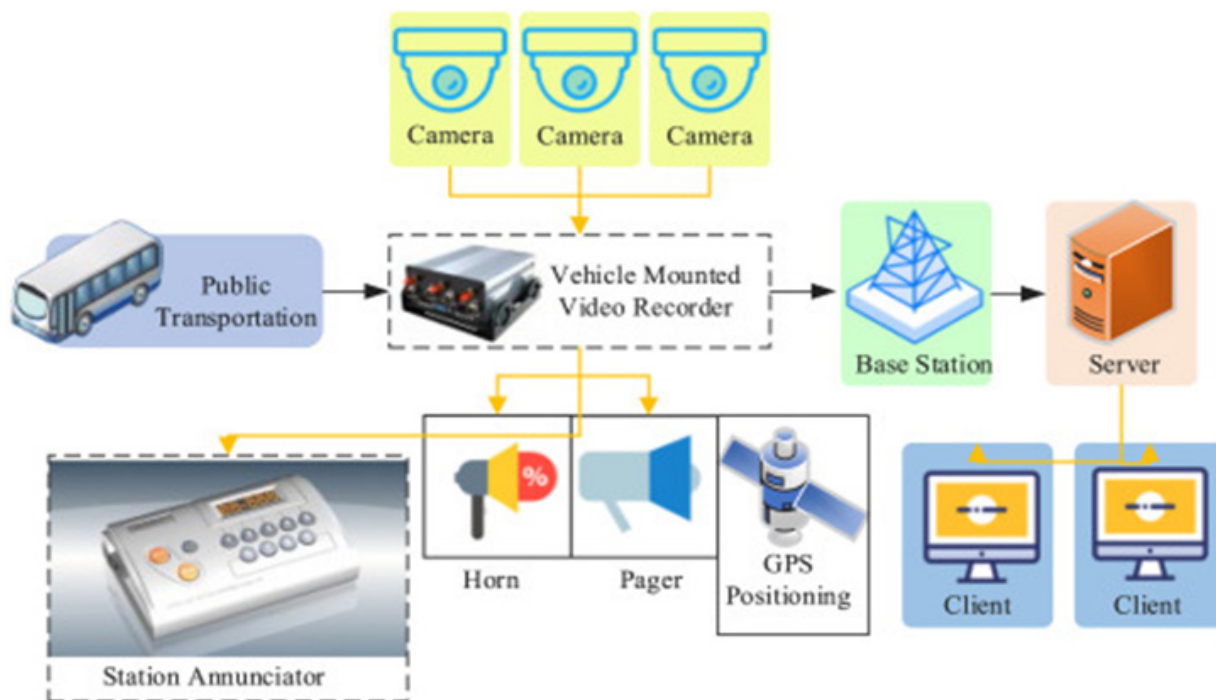 Camera
Camera
Camera
Public
Transportation
Vehicle Mounted
Video Recorder
Base Station
Server
%
Horn
Pager
GPS
Positioning
Client
Client
Station Annunciator